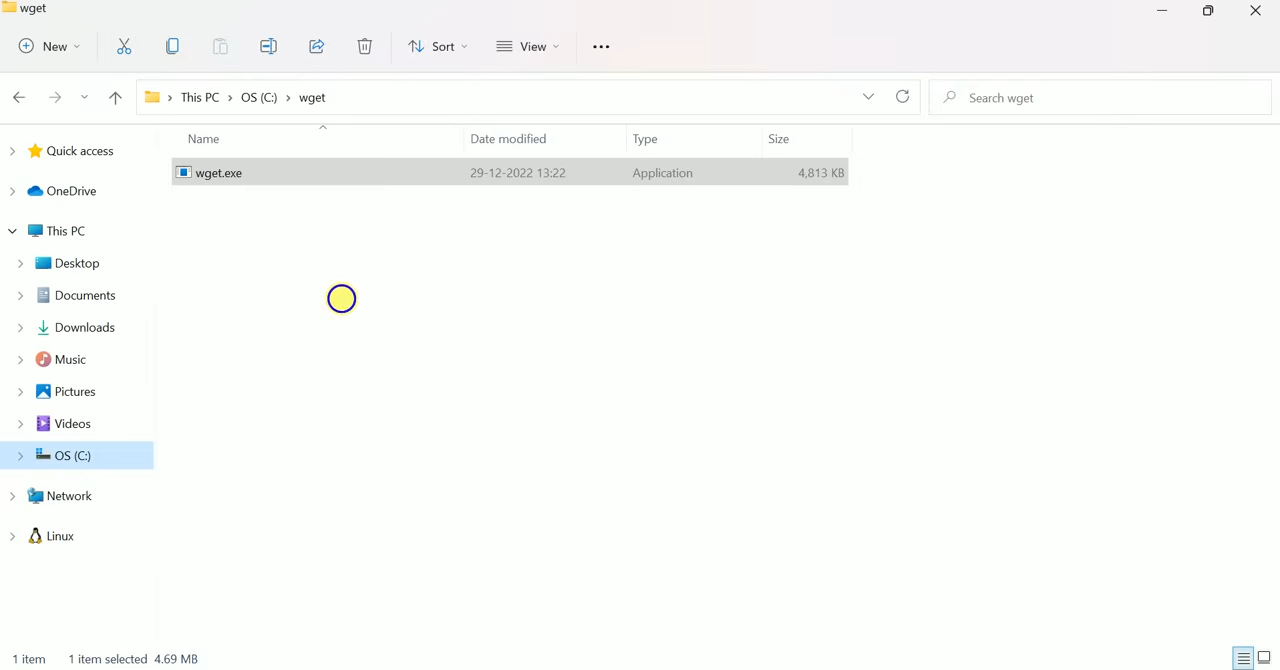 wget
New
Sort
View
This PC
OS (C:)
wget
Search wget
Name
Date modified
Type
Size
wget.exe
29-12-2022 13:22
Application
4,813 KB
Quick access
OneDrive
This PC
Desktop
Documents
Downloads
Music
Pictures
Videos
OS (C:)
Network
Linux
1 item
1 item selected 4.69 MB